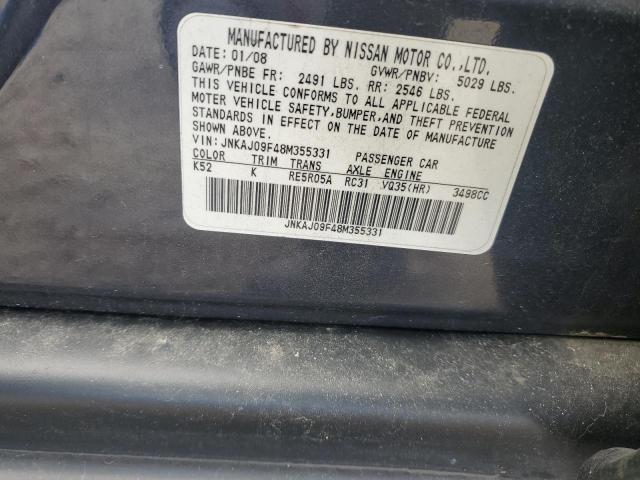 MANUFACTURED BY NISSAN MOTOR CO.,LTD.
DATE: 01/08 GVWR/PNBV: 5029 LBS.
GAWR/PNBE FR: 2491 LBS. RR: 2546 LBS.
THIS VEHICLE CONFORMS TO ALL APPLICABLE FEDERAL
MOTOR VEHICLE SAFETY, BUMPER, AND THEFT PREVENTION
STANDARDS IN EFFECT ON THE DATE OF MANUFACTURE
SHOWN ABOVE.
VIN: JNKAJ09F48M355331 PASSENGER CAR
COLOR TRIM TRANS AXLE ENGINE
K52 K RE5R05A RC31 VQ35(HR) 3498CC
JNKAJ09F48M355331